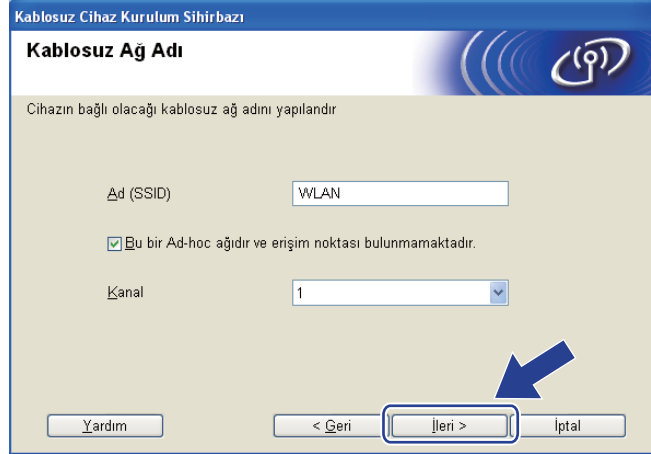 Kablosuz Cihaz Kurulum Sihirbazı
Kablosuz Ağ Adı
Cihazın bağlı olacağı kablosuz ağ adını yapılandır
Ad (SSID)
WLAN
Bu bir Ad-hoc ağıdır ve erişim noktası bulunmamaktadır.
Kanal
1
Yardım
< Geri
İleri >
İptal